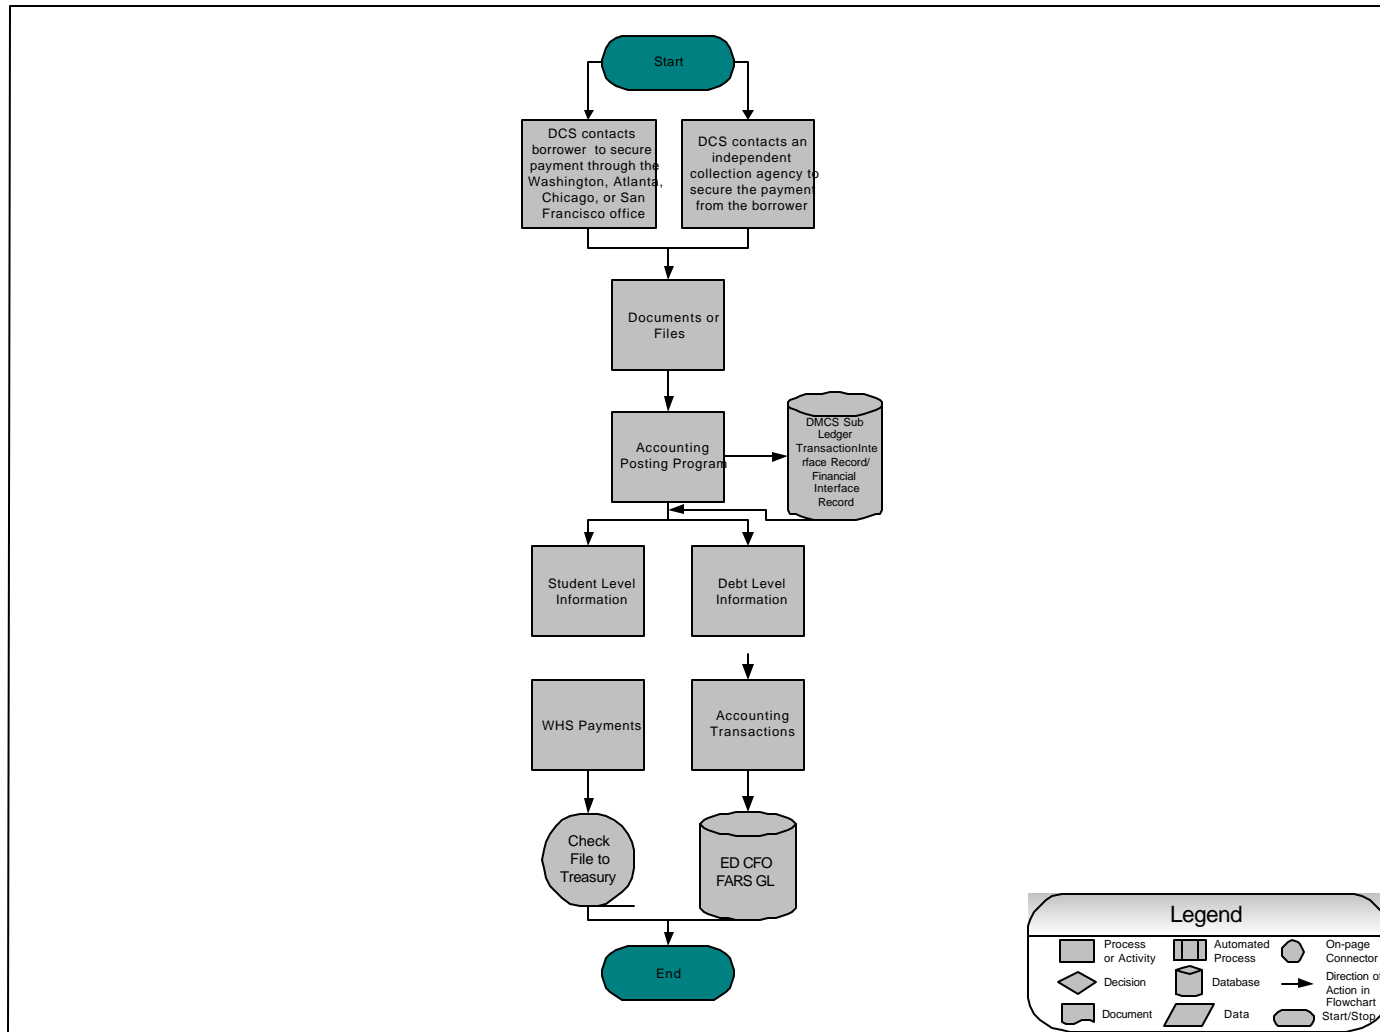 Start
DCS contacts
borrower to secure
payment through the
Washington, Atlanta,
Chicago, or San
Francisco office
DCS contacts an
independent
collection agency to
secure the payment
from the borrower
Documents or
Files
Accounting
Posting Program
DMCS Sub
Ledger
TransactionInte
rface Record/
Financial
Interface
Record
Student Level
Information
Debt Level
Information
WHS Payments
Accounting
Transactions
Check
File to
Treasury
ED CFO
FARS GL
End
Legend
Process
or Activity
Automated
Process
On-page
Connector
Decision
Database
Direction of
Action in
Flowchart
Document
Data
Start/Stop